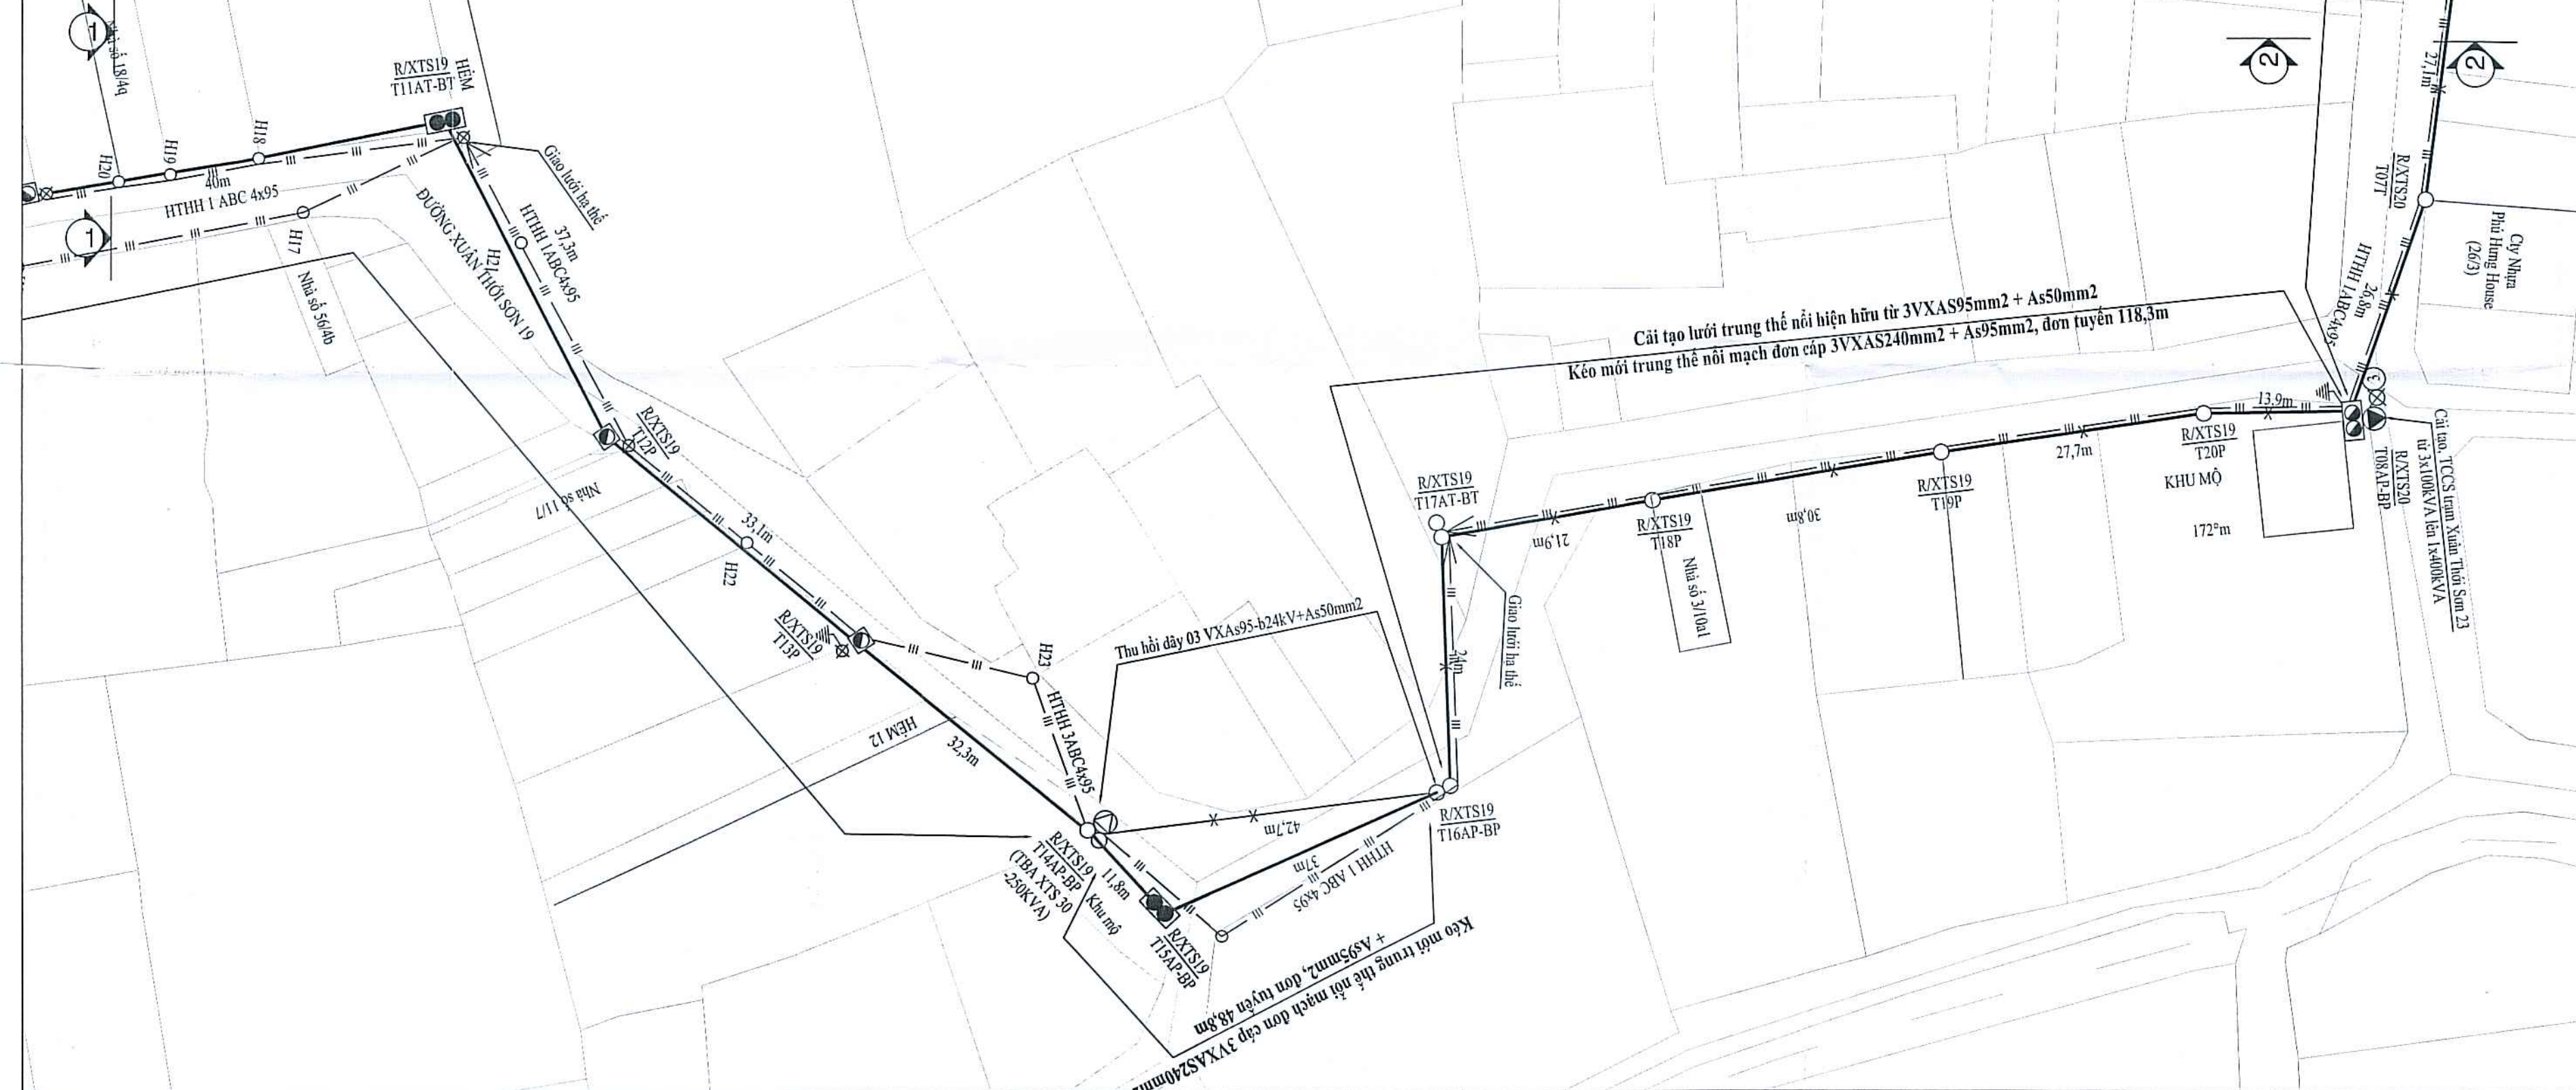 1
Nhà số 18/4q
R/XTS19
T11AT-BT
HẺM
H18
H19
H20
40m
HTHH 1 ABC 4x95
1
H17
Nhà số 56/4b
Giao lưới hạ thế
37,3m
HTHH 1ABC4x95
H21
ĐƯỜNG XUÂN THỚI SƠN 19
R/XTS19
T12P
Nhà số 11/7
33,1m
H22
R/XTS19
T13P
H23
HTHH 3ABC4x95
HẺM 12
32,3m
Thu hồi dây 03 VXAs95-b24kV+As50mm2
42,7m
R/XTS19
T14AP-BP
(TBA XTS 30
-250KVA)
11,8m
Khu mộ
R/XTS19
T15AP-BP
37m
HTHH 1 ABC 4x95
R/XTS19
T16AP-BP
Kéo mới trung thế nổi mạch đơn cáp 3VXAS240mm2
+ As95mm2, đơn tuyến 48,8m
24m
Giao lưới hạ thế
R/XTS19
T17AT-BT
21,9m
R/XTS19
T18P
Nhà số 3/10a1
30,8m
R/XTS19
T19P
27,7m
R/XTS19
T20P
13,9m
KHU MỘ
172°m
Cải tạo lưới trung thế nổi hiện hữu từ 3VXAS95mm2 + As50mm2
Kéo mới trung thế nổi mạch đơn cáp 3VXAS240mm2 + As95mm2, đơn tuyến 118,3m
2
2
27,1m
R/XTS20
T07T
Cty Nhựa
Phú Hưng House
(26/3)
26,8m
HTHH 1ABC4x95
3
R/XTS20
T08AP-BP
Cải tạo, TCCS trạm Xuân Thới Sơn 23
từ 3x100kVA lên 1x400kVA